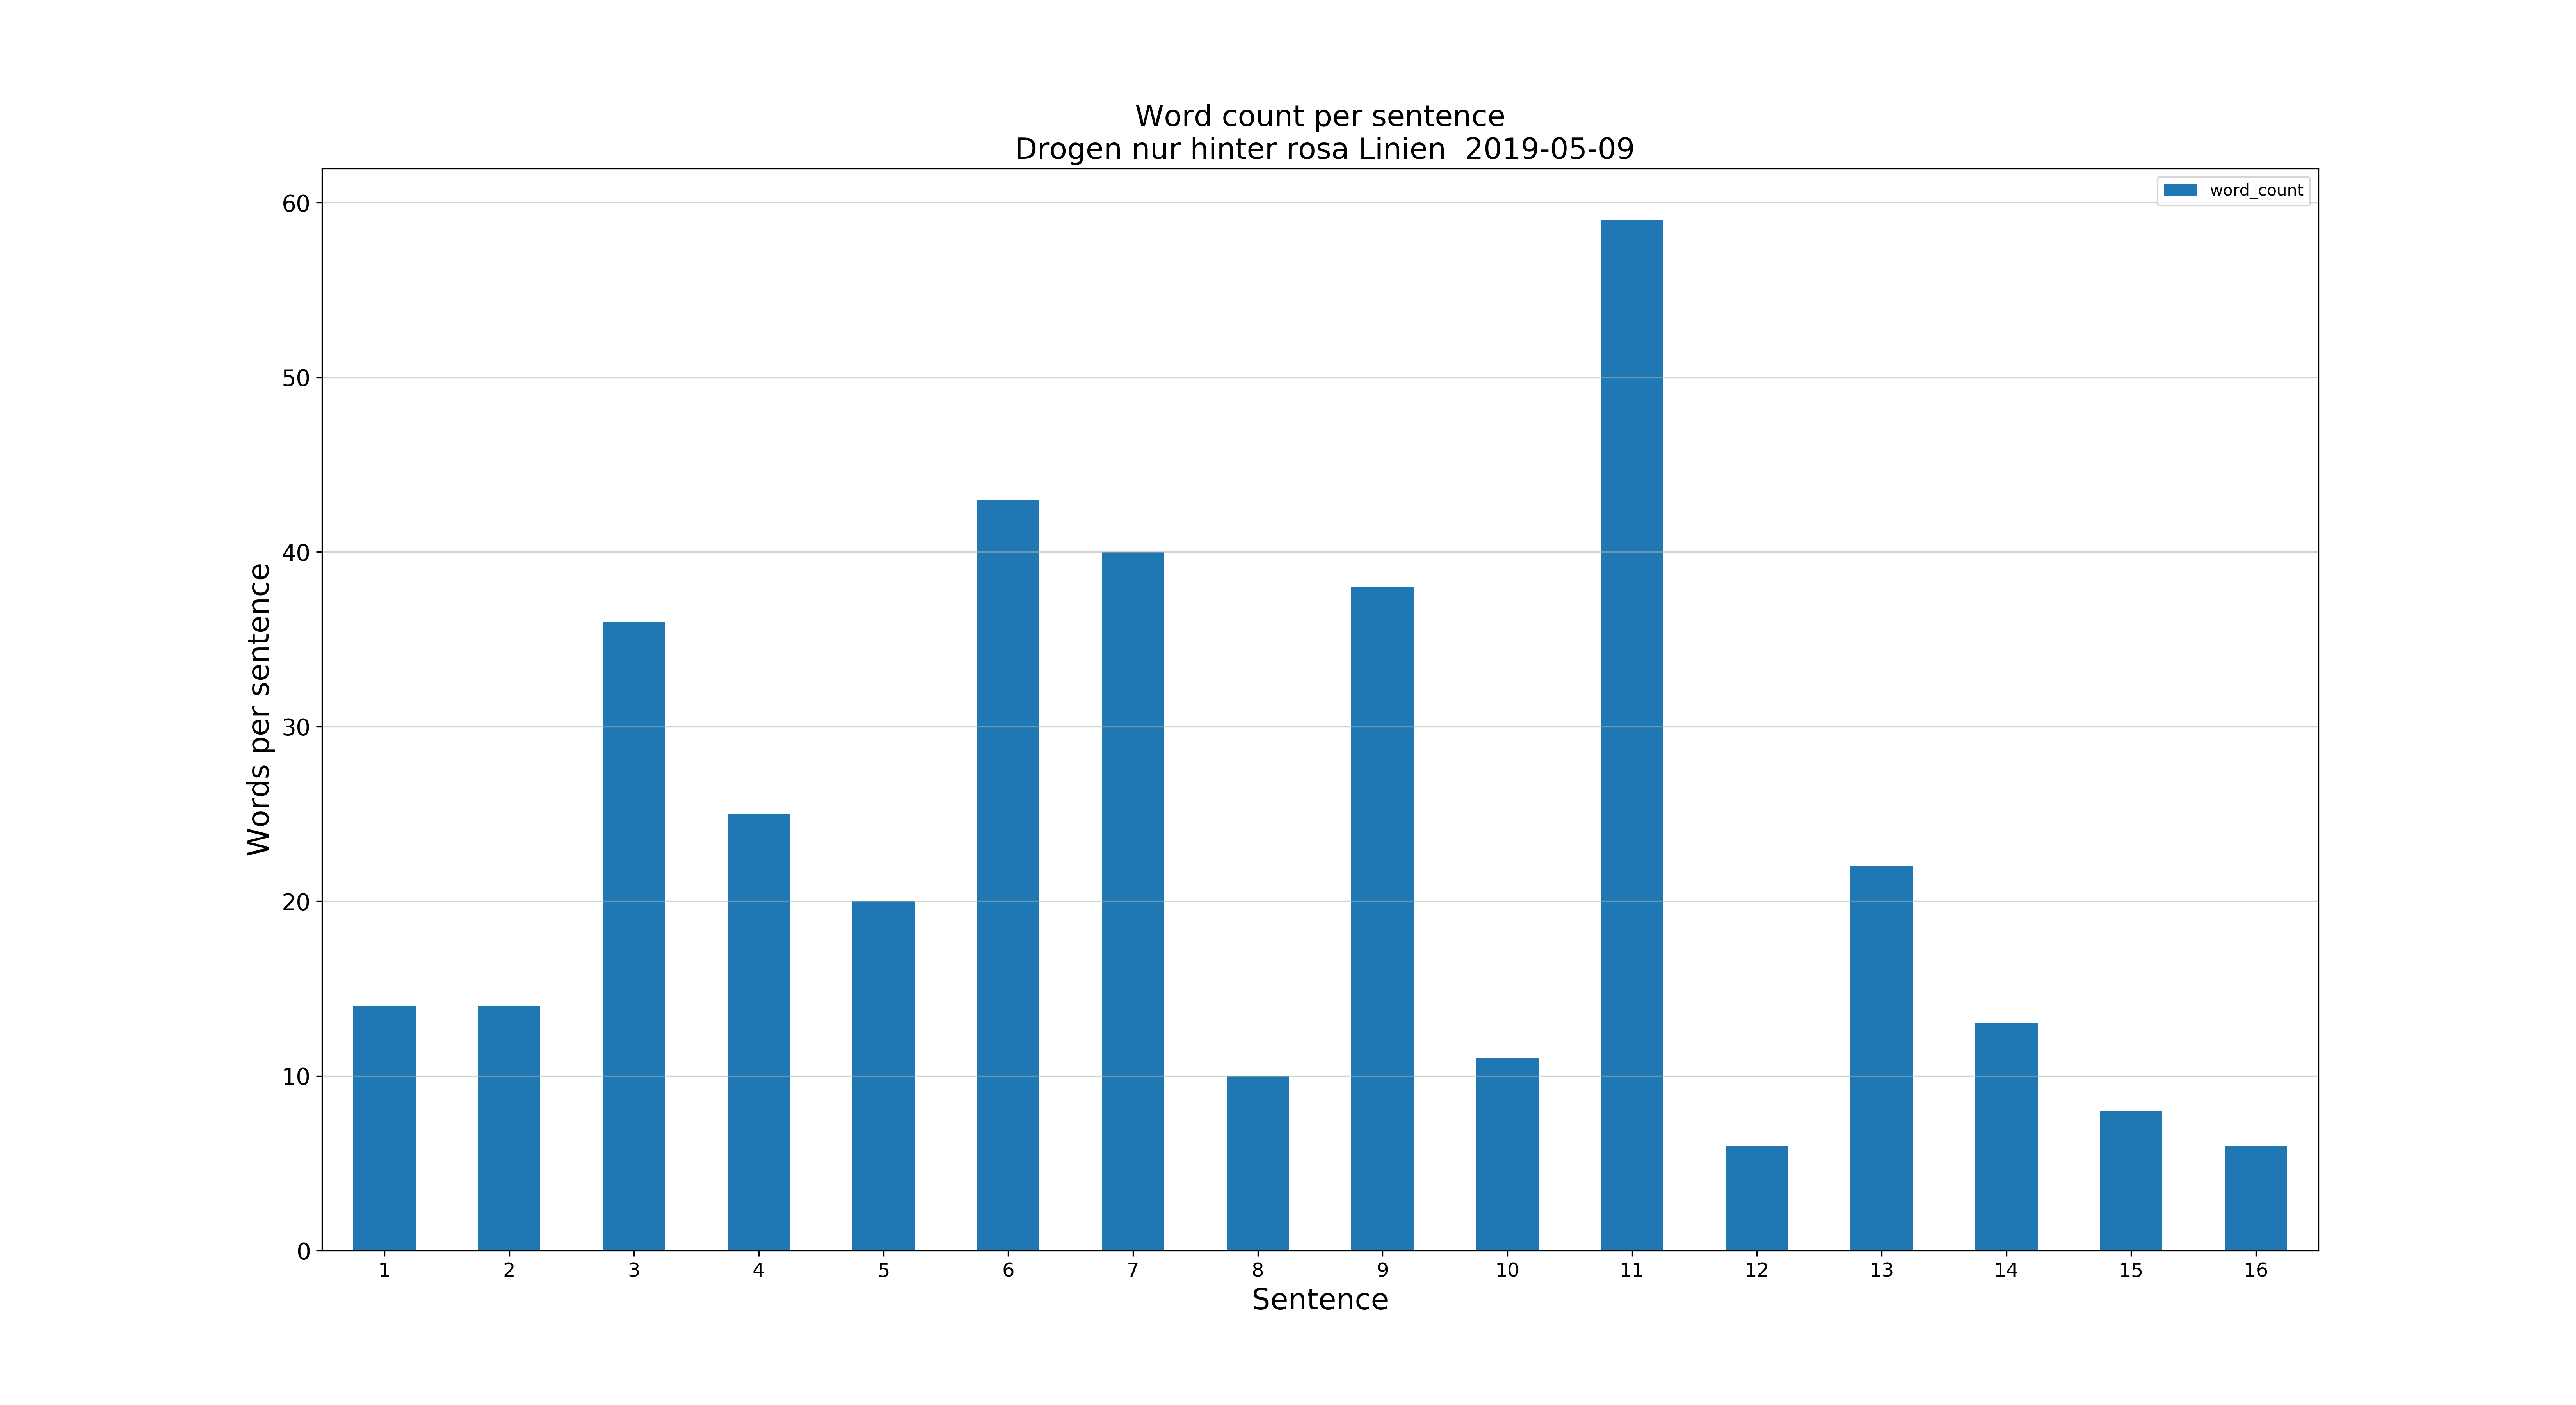 Word count per sentence
Drogen nur hinter rosa Linien  2019-05-09
word_count
60
50
40
30
20
10
0
Words per sentence
1 2 3 4 5 6 7 8 9 10 11 12 13 14 15 16
Sentence